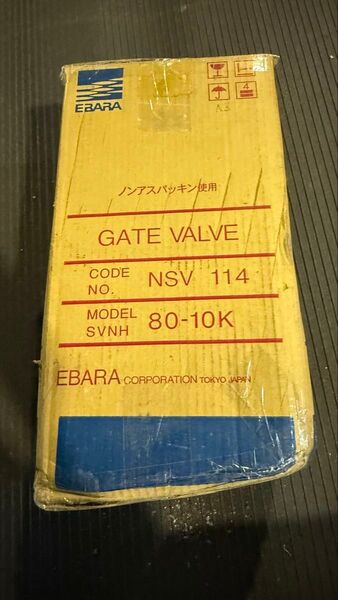 EBARA
4
ノンアスパッキン使用
GATE VALVE
CODE NO. NSV 114
MODEL SVNH 80-10K
EBARA CORPORATION TOKYO JAPAN